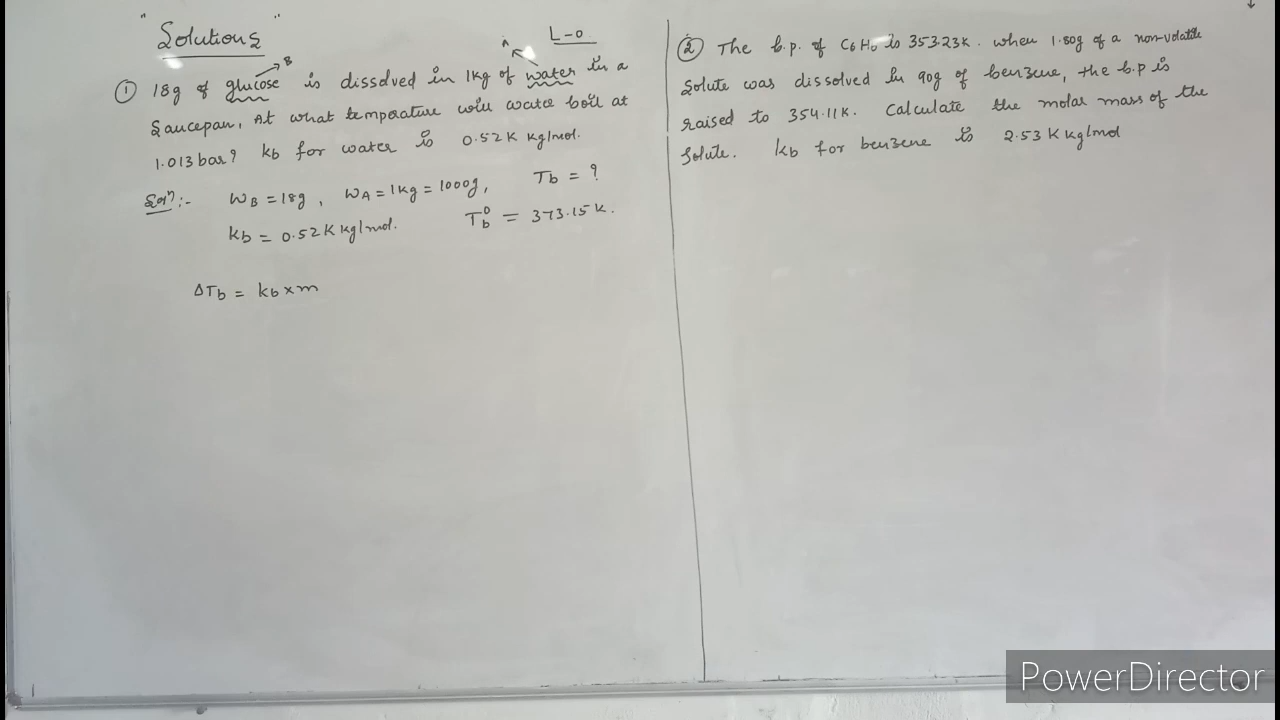 "Solutions"
L-0
① 18g of glucose is dissolved in 1kg of water in a
B
A
Saucepan, At what temperature will water boil at
1.013 bar? kb for water is 0.52 K kg/mol.
Solⁿ:- WB = 18g, WA = 1kg = 1000g, Tb = ?
kb = 0.52 K kg/mol. Tb⁰ = 373.15 K.
ΔTb = kb × m
② The b.p. of C6H6 is 353.23K. when 1.80g of a non-volatile
Solute was dissolved in 90g of benzene, the b.p is
raised to 354.11K. Calculate the molar mass of the
Solute. kb for benzene is 2.53 K kg/mol
PowerDirector